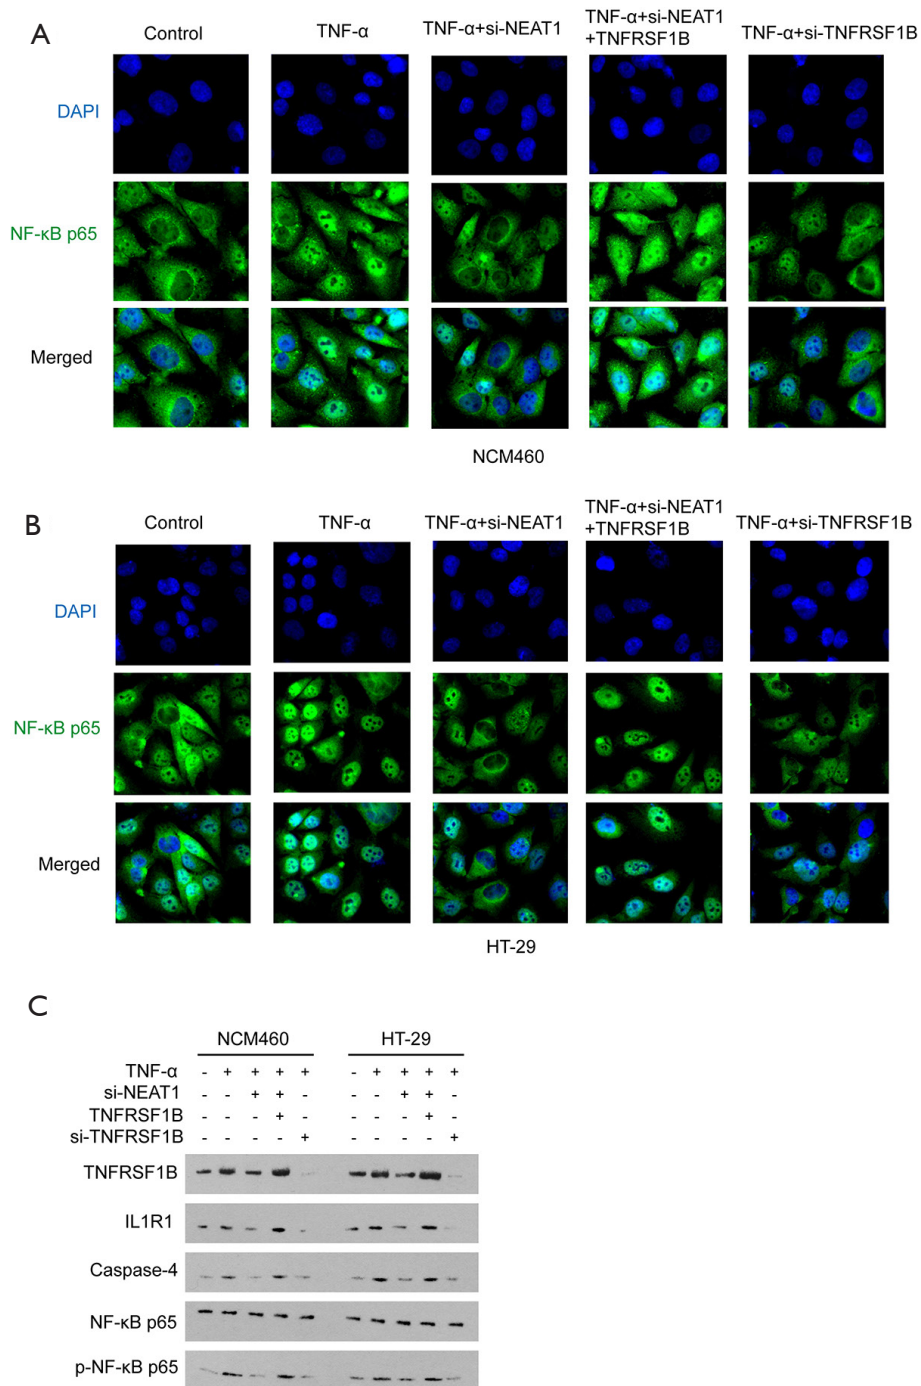 A
Control
TNF-α
TNF-α+si-NEAT1
TNF-α+si-NEAT1
+TNFRSF1B
TNF-α+si-TNFRSF1B
DAPI
NF-κB p65
Merged
NCM460
B
Control
TNF-α
TNF-α+si-NEAT1
TNF-α+si-NEAT1
+TNFRSF1B
TNF-α+si-TNFRSF1B
DAPI
NF-κB p65
Merged
HT-29
C
NCM460 HT-29
TNF-α - + + + + - + + + +
si-NEAT1 - - + + - - - + + -
TNFRSF1B - - - + - - - - + -
si-TNFRSF1B - - - - + - - - - +
TNFRSF1B
IL1R1
Caspase-4
NF-κB p65
p-NF-κB p65